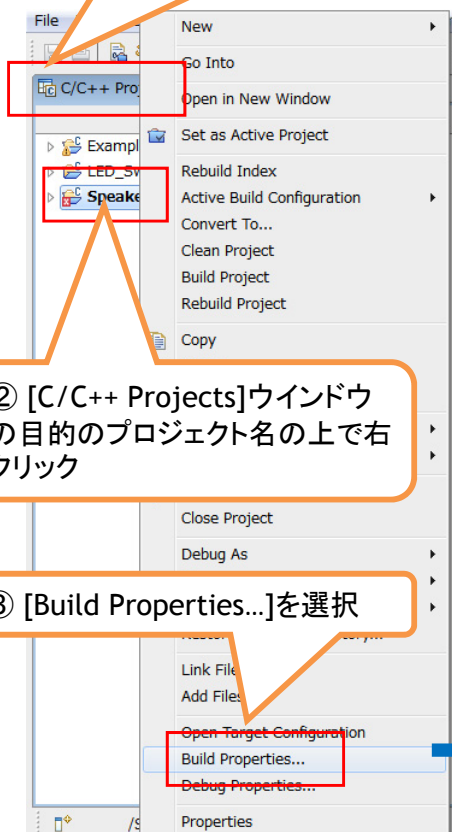 File
New
Go Into
C/C++ Proj
Open in New Window
Set as Active Project
Exampl
LED_SW
Rebuild Index
Speake
Active Build Configuration
Convert To...
Clean Project
Build Project
Rebuild Project
Copy
② [C/C++ Projects]ウインドウ
の目的のプロジェクト名の上で右
クリック
Close Project
Debug As
③ [Build Properties…]を選択
Link File
Add Files
Open Target Configuration
Build Properties...
Debug Properties...
Properties